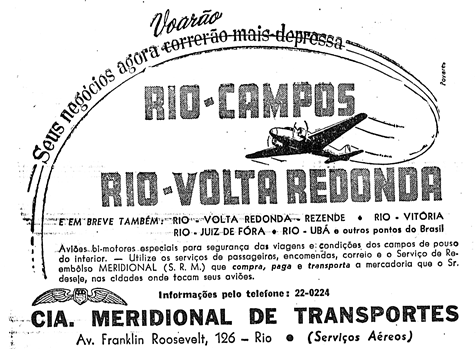 Voarão
Seus negócios agora correrão mais depressa
Tavares
RIO-CAMPOS
RIO-VOLTA REDONDA
E EM BREVE TAMBÉM: RIO - VOLTA REDONDA - REZENDE • RIO - VITÓRIA
RIO - JUIZ DE FÓRA • RIO - UBÁ e outros pontos do Brasil
Aviões bi-motores especiais para segurança das viagens e condições dos campos de pouso
do interior. — Utilize os serviços de passageiros, encomendas, correio e o Serviço de Re-
embôlso MERIDIONAL (S. R. M.) que compra, paga e transporta a mercadoria que o Sr.
deseje, nas cidades onde tocam seus aviões.
Informações pelo telefone: 22-0224
CIA. MERIDIONAL DE TRANSPORTES
Av. Franklin Roosevelt, 126 - Rio • (Serviços Aéreos)